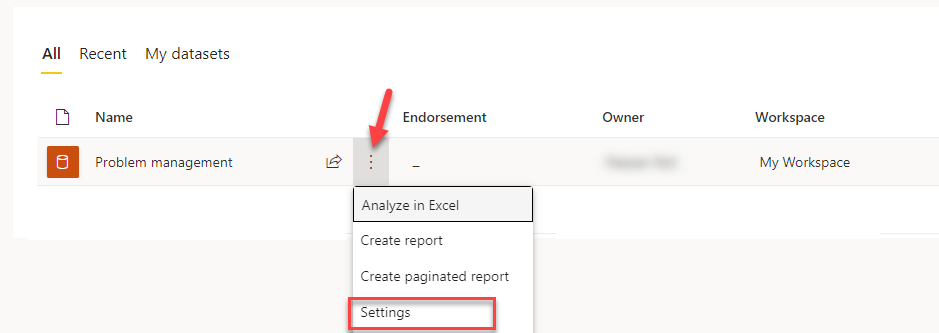 All Recent My datasets
Name Endorsement Owner Workspace
Problem management _ My Workspace
Analyze in Excel
Create report
Create paginated report
Settings